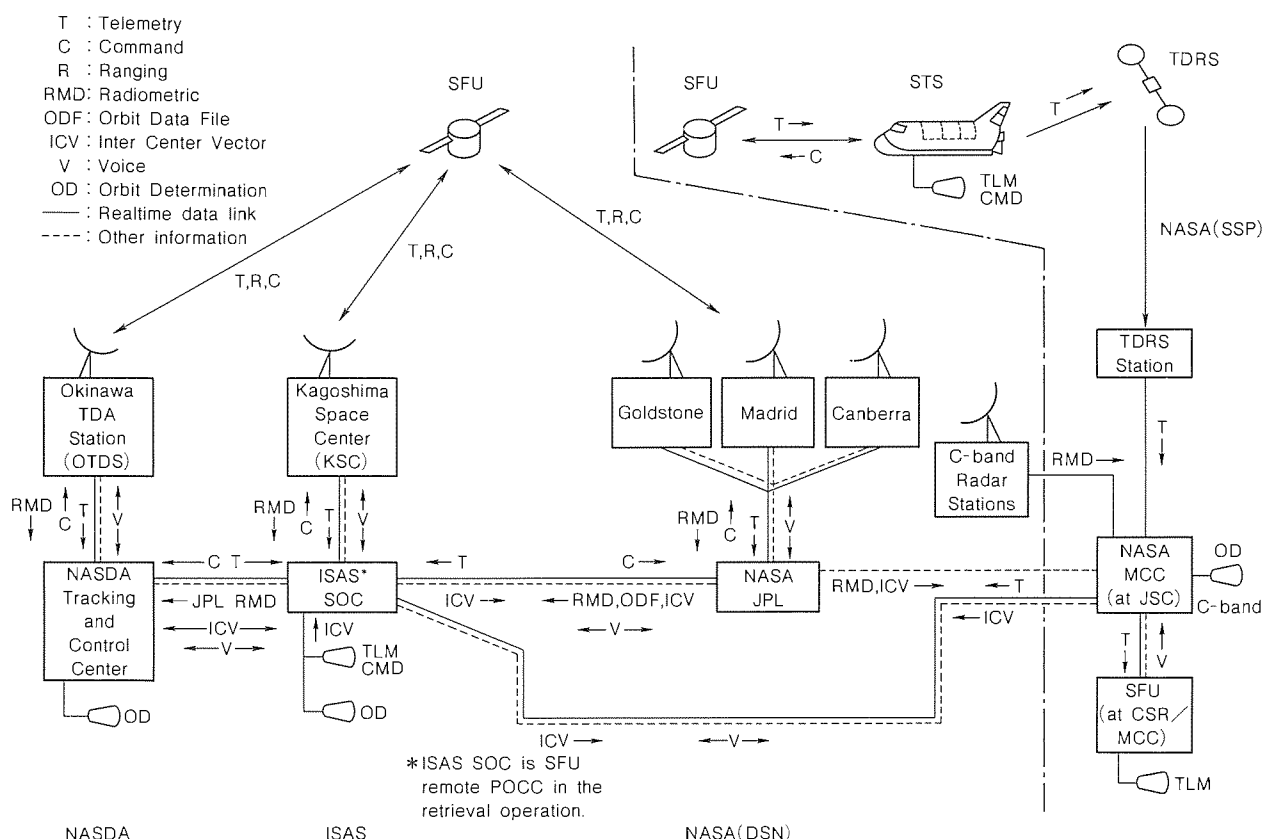 T : Telemetry
C : Command
R : Ranging
RMD: Radiometric
ODF: Orbit Data File
ICV: Inter Center Vector
V : Voice
OD : Orbit Determination
: Realtime data link
: Other information
SFU
SFU
STS
TDRS
T
C
T
TLM
CMD
NASA(SSP)
T,R,C
T,R,C
T,R,C
Okinawa
TDA
Station
(OTDS)
Kagoshima
Space
Center
(KSC)
Goldstone
Madrid
Canberra
TDRS
Station
C-band
Radar
Stations
RMD
T
RMD
C
T
V
RMD
C
T
V
RMD
C
T
V
NASDA
Tracking
and
Control
Center
C T
JPL RMD
ICV
V
ISAS*
SOC
T
C
ICV
RMD,ODF,ICV
V
NASA
JPL
RMD,ICV
T
ICV
NASA
MCC
(at JSC)
OD
C-band
ICV
TLM
CMD
OD
OD
T
V
SFU
(at CSR/
MCC)
TLM
ICV
V
*ISAS SOC is SFU
remote POCC in the
retrieval operation.
NASDA
ISAS
NASA(DSN)